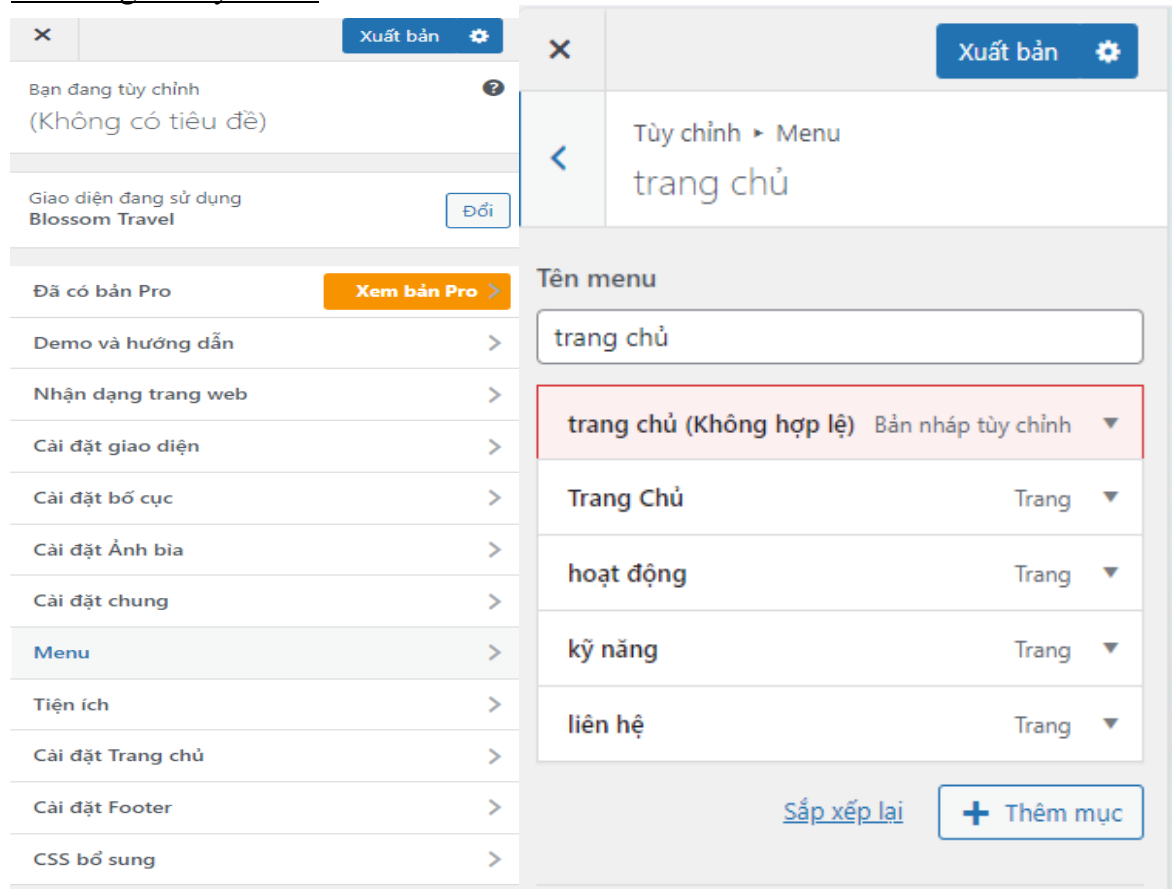 Xuất bản
Bạn đang tùy chỉnh
(Không có tiêu đề)
Giao diện đang sử dụng
Blossom Travel
Đổi
Đã có bản Pro
Xem bản Pro
Demo và hướng dẫn
Nhận dạng trang web
Cài đặt giao diện
Cài đặt bố cục
Cài đặt Ảnh bìa
Cài đặt chung
Menu
Tiện ích
Cài đặt Trang chủ
Cài đặt Footer
CSS bổ sung
Xuất bản
Tùy chỉnh ▸ Menu
trang chủ
Tên menu
trang chủ
trang chủ (Không hợp lệ) Bản nháp tùy chỉnh
Trang Chủ Trang
hoạt động Trang
kỹ năng Trang
liên hệ Trang
Sắp xếp lại
Thêm mục